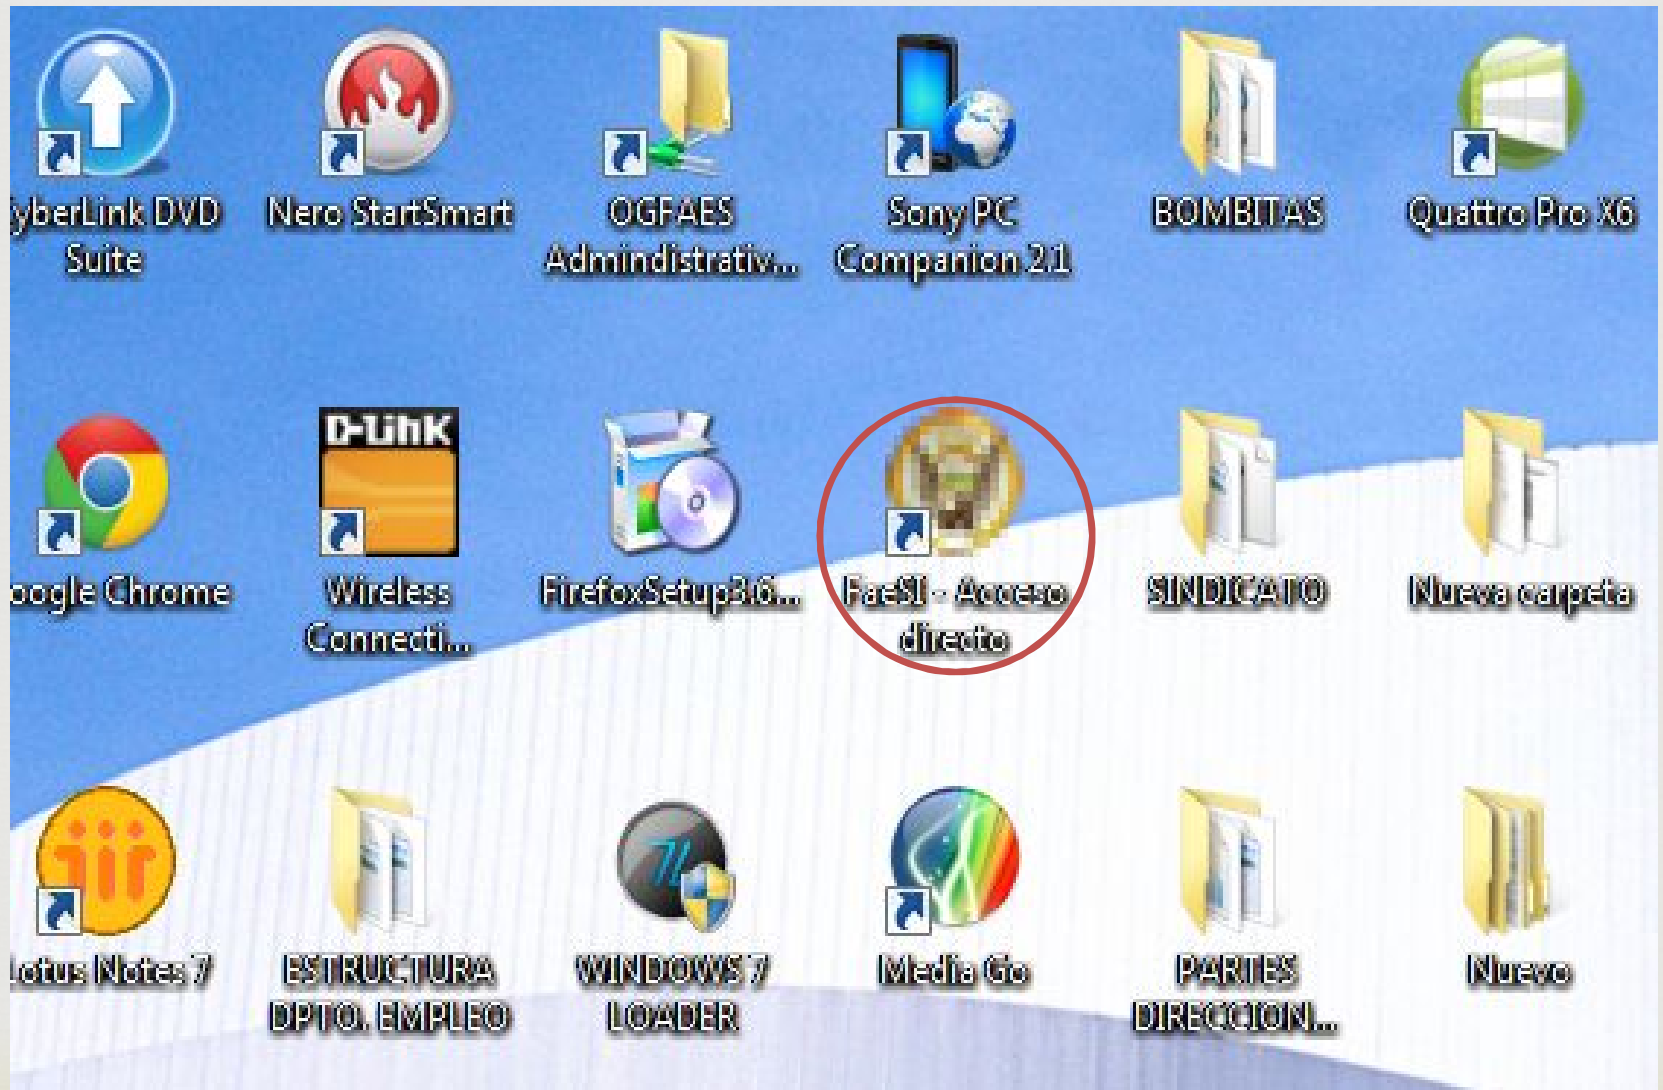 yberLink DVD
Suite
Nero StartSmart
OGFAES
Admindistrativ...
Sony PC
Companion 2.1
BOMBITAS
Quattro Pro X6
oogle Chrome
D-Link
Wireless
Connecti...
FirefoxSetup3.6...
FaeSI - Acceso
directo
SINDICATO
Nueva carpeta
Lotus Notes 7
ESTRUCTURA
DPTO. EMPLEO
WINDOWS 7
LOADER
Media Go
PARTES
DIRECCION...
Nuevo